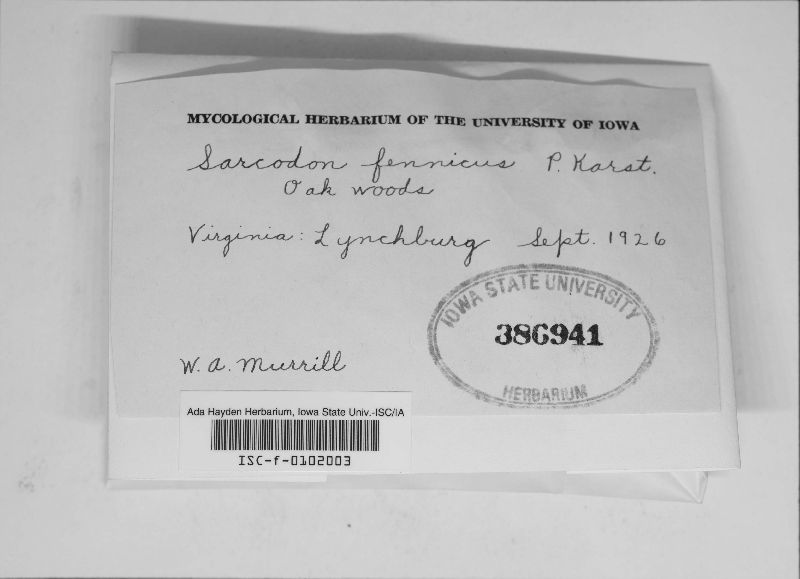 MYCOLOGICAL HERBARIUM OF THE UNIVERSITY OF IOWA
Sarcodon fennicus P. Karst.
Oak woods
Virginia: Lynchburg Sept. 1926
IOWA STATE UNIVERSITY
386941
HERBARIUM
W. A. Murrill
Ada Hayden Herbarium, Iowa State Univ.-ISC/IA
ISC-f-0102003